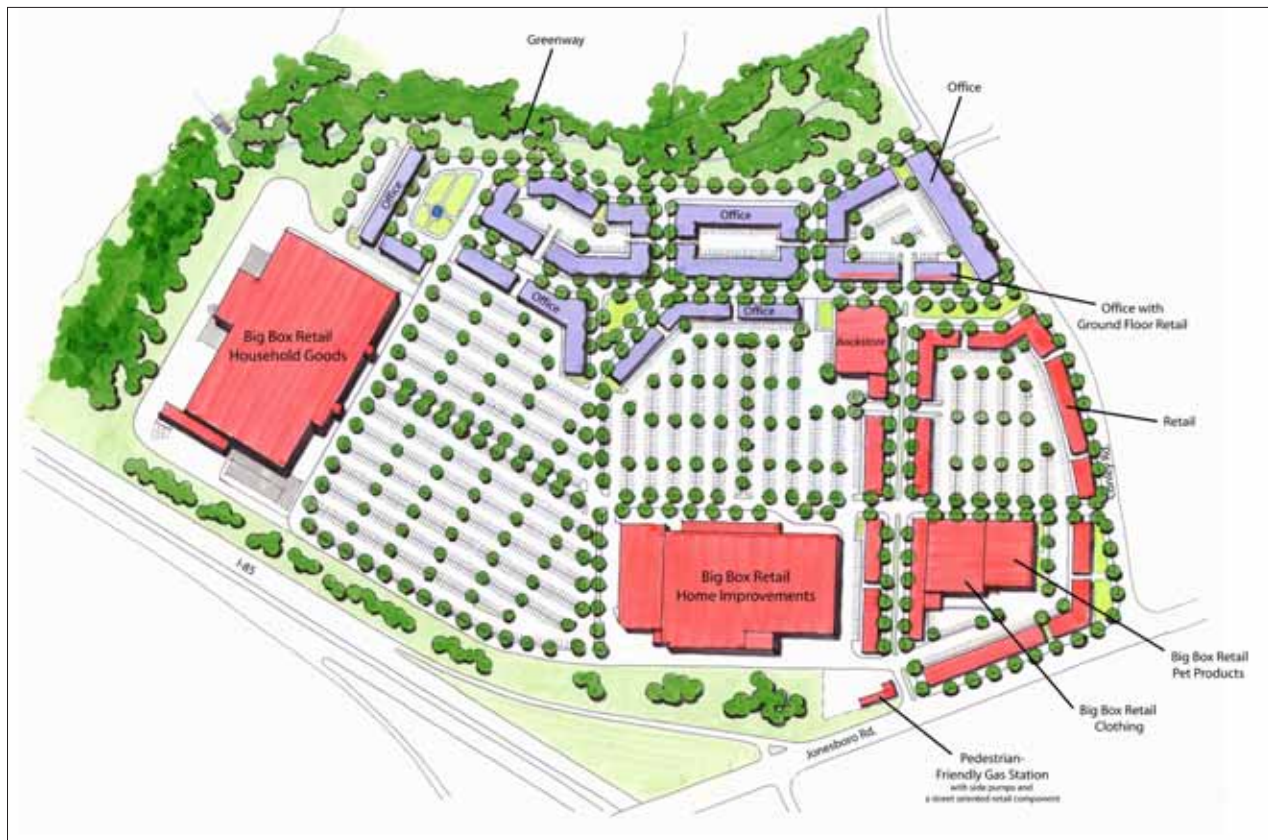 Greenway
Office
Office
Office
Office
Office
Office with
Ground Floor Retail
Big Box Retail
Household Goods
Bookstore
Retail
Rd.
I-85
Big Box Retail
Home Improvements
Big Box Retail
Pet Products
Big Box Retail
Clothing
Jonesboro Rd.
Pedestrian-
Friendly Gas Station
with side pumps and
a street oriented retail component